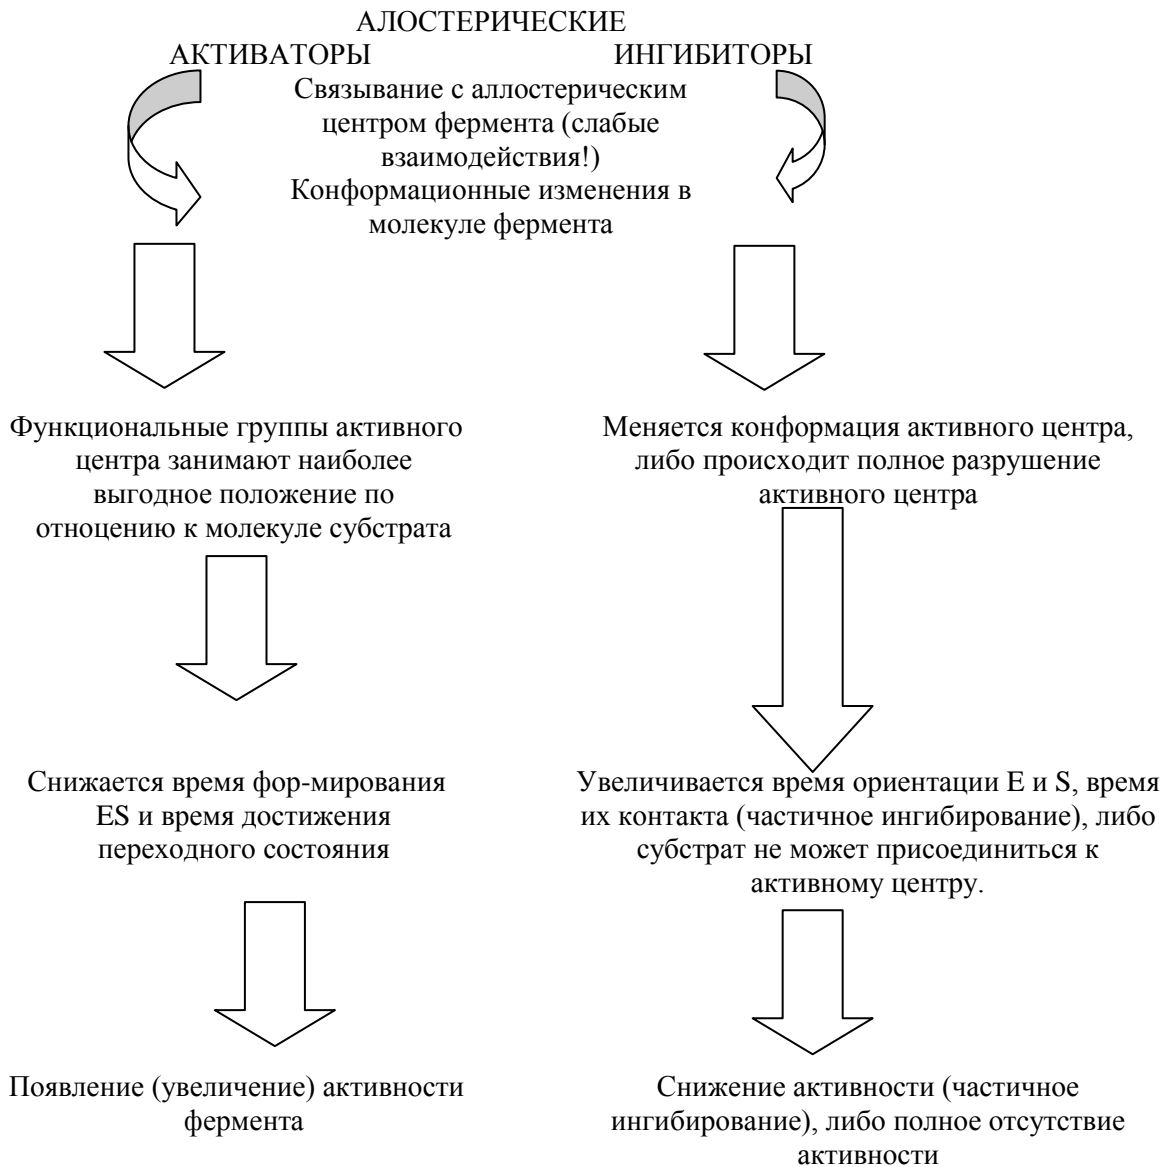 АЛОСТЕРИЧЕСКИЕ
АКТИВАТОРЫ ИНГИБИТОРЫ
Связывание с аллостерическим
центром фермента (слабые
взаимодействия!)
Конформационные изменения в
молекуле фермента
Функциональные группы активного
центра занимают наиболее
выгодное положение по
отноцению к молекуле субстрата
Меняется конформация активного центра,
либо происходит полное разрушение
активного центра
Снижается время фор-мирования
ES и время достижения
переходного состояния
Увеличивается время ориентации E и S, время
их контакта (частичное ингибирование), либо
субстрат не может присоединиться к
активному центру.
Появление (увеличение) активности
фермента
Снижение активности (частичное
ингибирование), либо полное отсутствие
активности